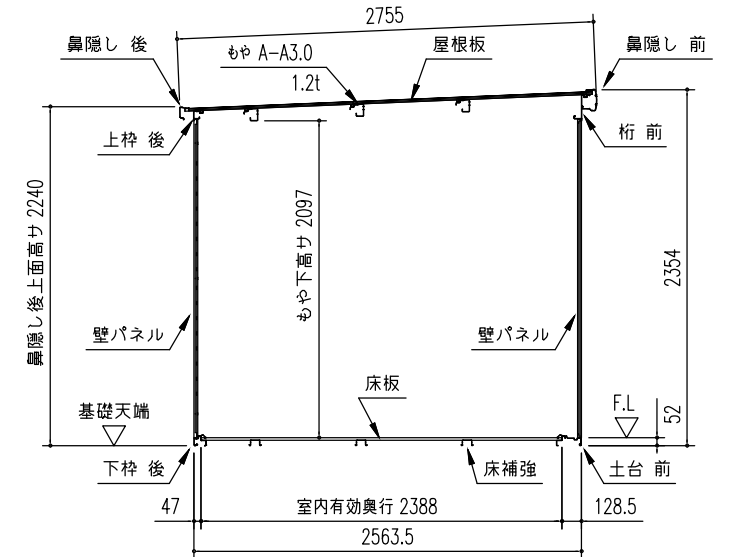 2755
鼻隠し 後
もや A-A3.0
1.2t
屋根板
鼻隠し 前
上枠 後
桁 前
鼻隠し後上面高サ 2240
もや下高サ 2097
2354
壁パネル
壁パネル
床板
基礎天端
F.L
52
下枠 後
床補強
土台 前
47
室内有効奥行 2388
128.5
2563.5